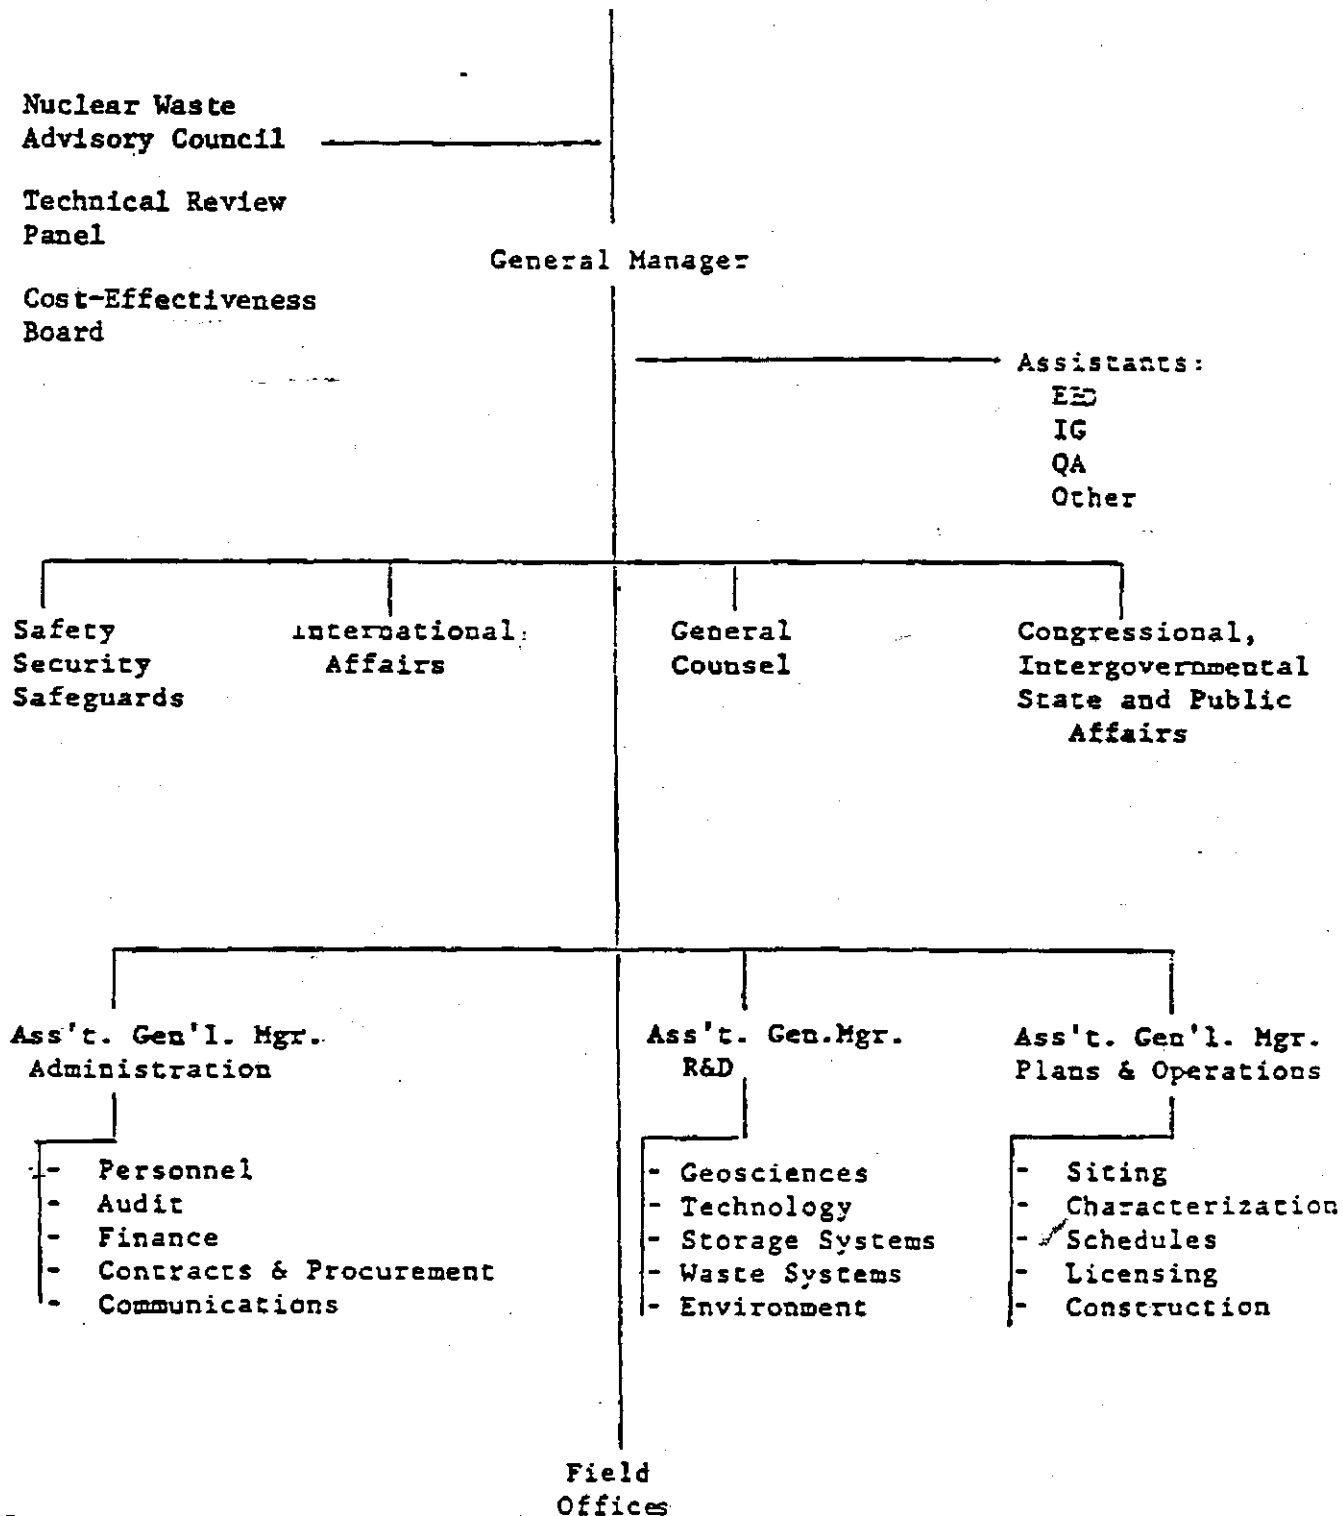 Nuclear Waste
Advisory Council
Technical Review
Panel
Cost-Effectiveness
Board
General Manager
Assistants:
IG
QA
Other
Safety
Security
Safeguards
International
Affairs
General
Counsel
Congressional,
Intergovernmental
State and Public
Affairs
Ass't. Gen'l. Mgr.
Administration
- Personnel
- Audit
- Finance
- Contracts & Procurement
- Communications
Ass't. Gen.Mgr.
R&D
- Geosciences
- Technology
- Storage Systems
- Waste Systems
- Environment
Ass't. Gen'l. Mgr.
Plans & Operations
- Siting
- Characterization
- Schedules
- Licensing
- Construction
Field
Offices